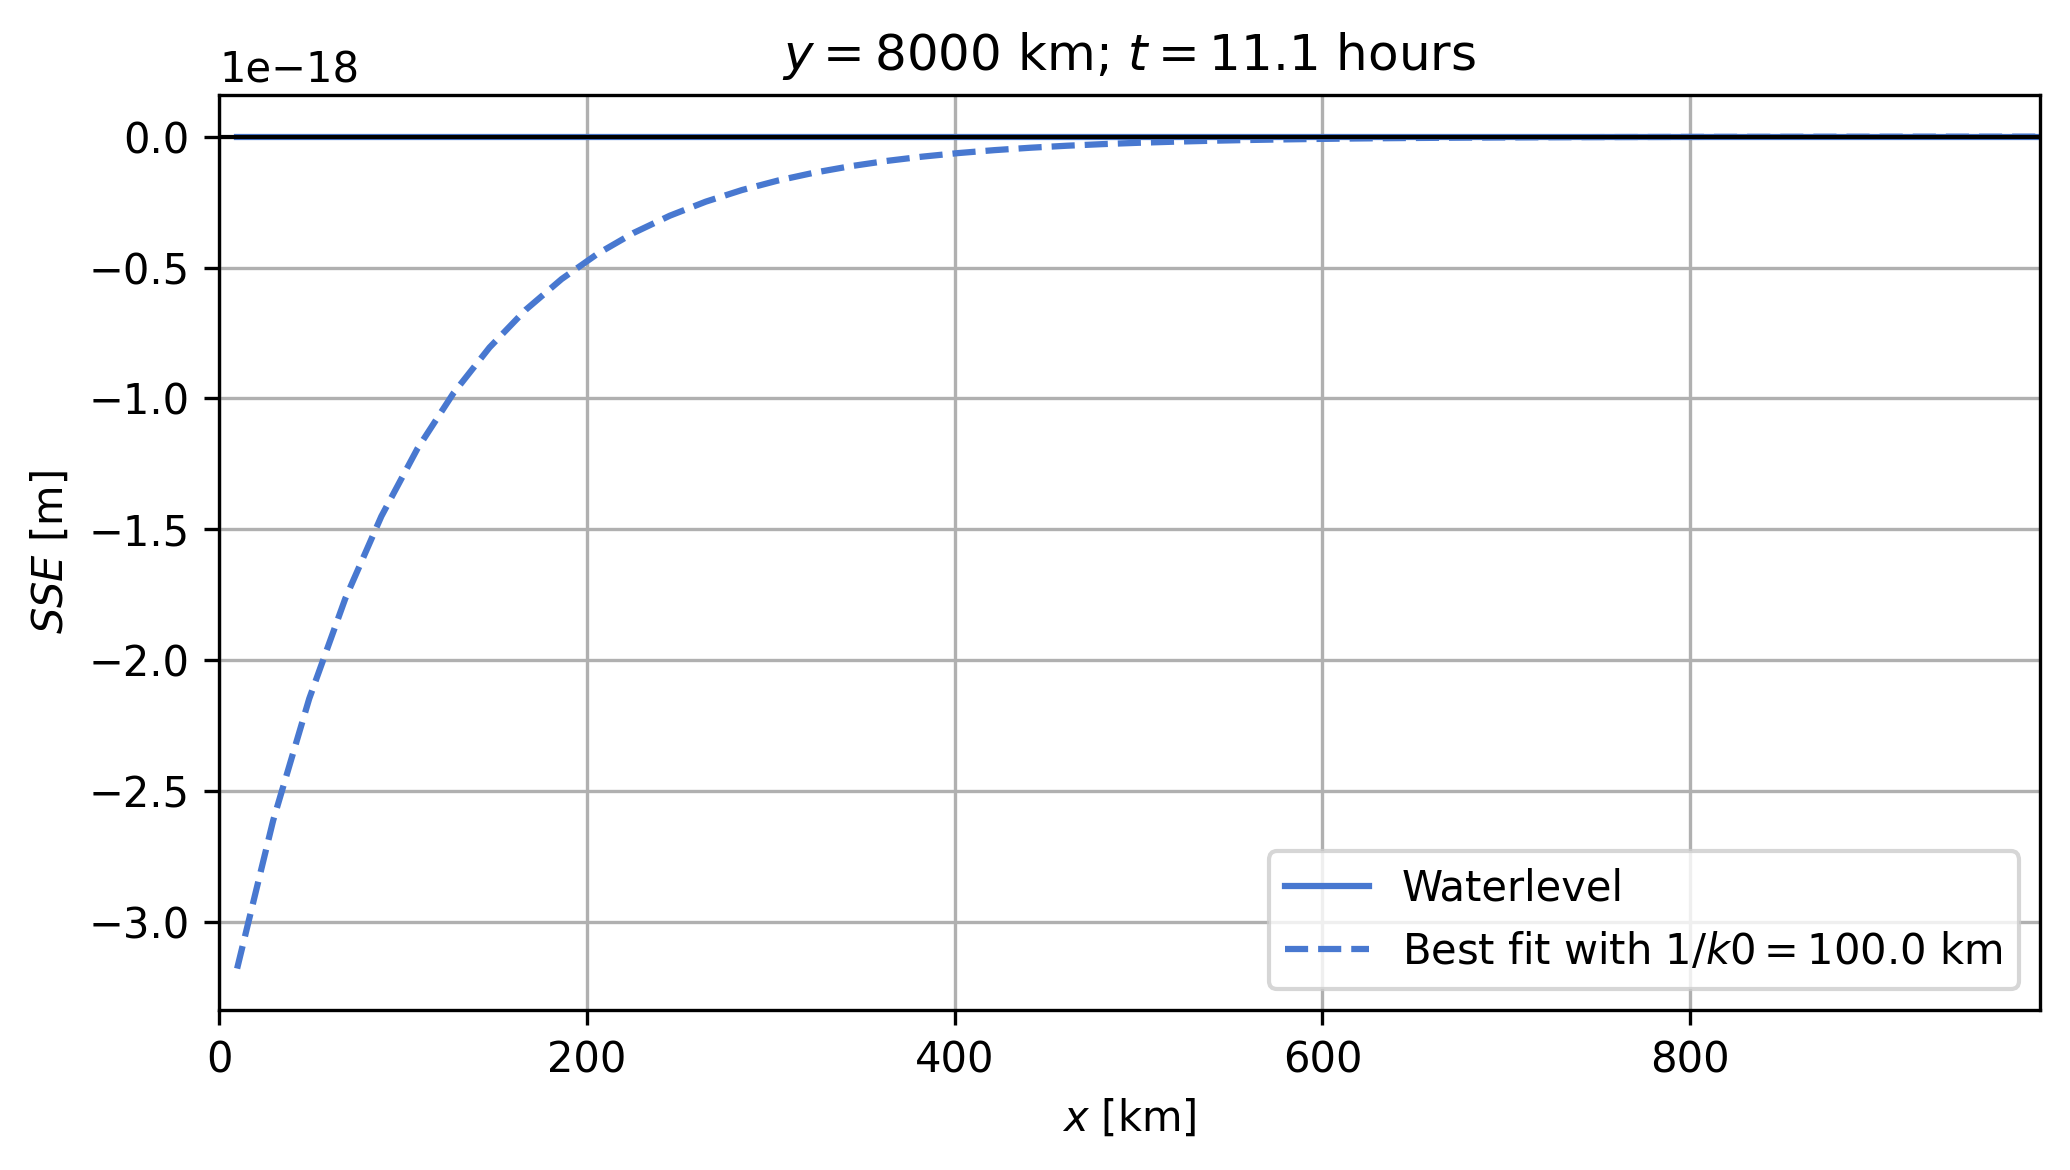 y = 8000 km; t = 11.1 hours
1e−18
0.0
−0.5
−1.0
−1.5
−2.0
−2.5
−3.0
SSE [m]
Waterlevel
Best fit with 1/k0 = 100.0 km
0 200 400 600 800
x [km]